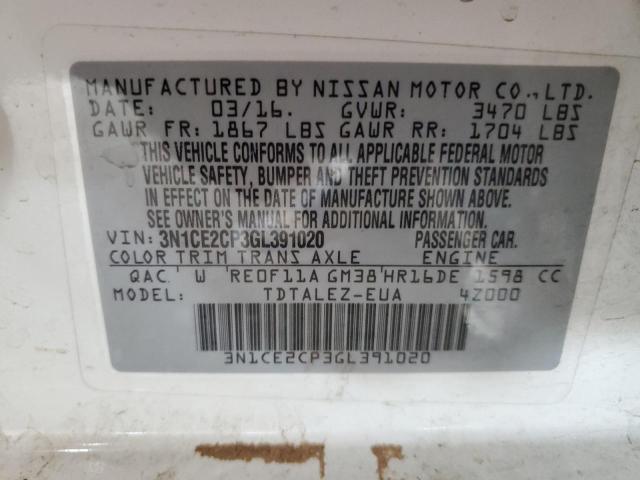 MANUFACTURED BY NISSAN MOTOR CO.,LTD.
DATE: 03/16. GVWR: 3470 LBS
GAWR FR: 1867 LBS GAWR RR: 1704 LBS
THIS VEHICLE CONFORMS TO ALL APPLICABLE FEDERAL MOTOR
VEHICLE SAFETY, BUMPER AND THEFT PREVENTION STANDARDS
IN EFFECT ON THE DATE OF MANUFACTURE SHOWN ABOVE.
SEE OWNER'S MANUAL FOR ADDITIONAL INFORMATION.
VIN: 3N1CE2CP3GL391020 PASSENGER CAR.
COLOR TRIM TRANS AXLE ENGINE
QAC W RE0F11A GM38 HR16DE 1598 CC
MODEL: TDTALEZ-EUA 4Z000
3N1CE2CP3GL391020